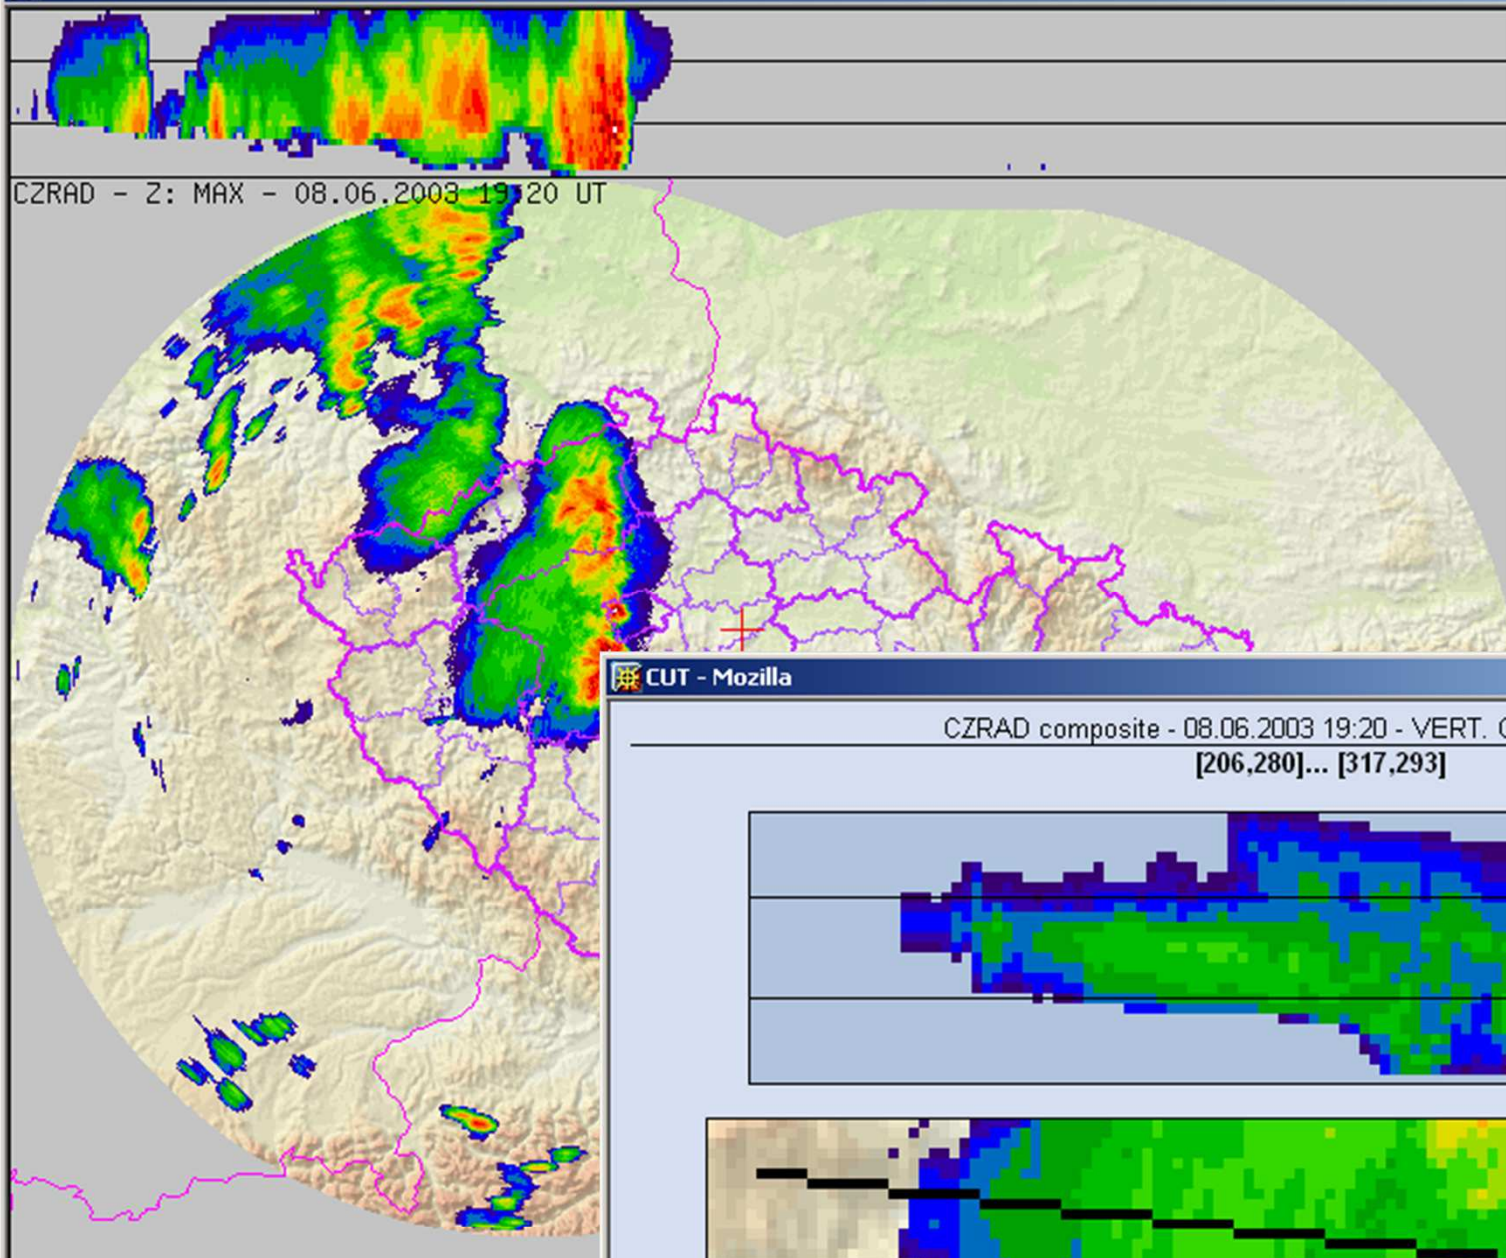 CZRAD - Z: MAX - 08.06.2003 19:20 UT
CUT - Mozilla
CZRAD composite - 08.06.2003 19:20 - VERT.
[206,280]... [317,293]